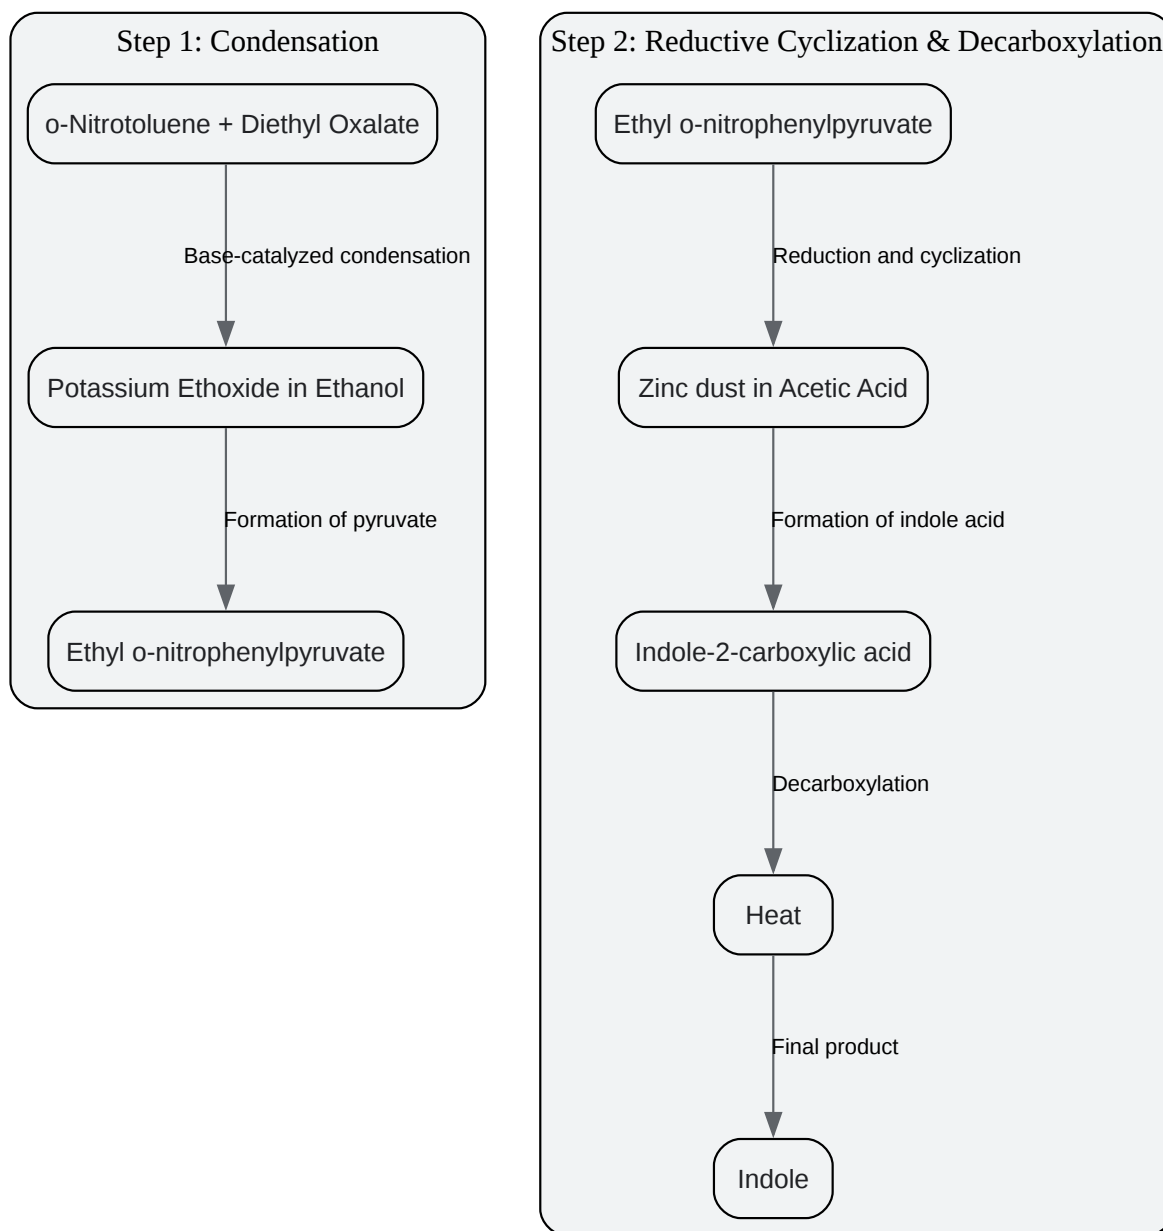 Step 1: Condensation
o-Nitrotoluene + Diethyl Oxalate
Base-catalyzed condensation
Potassium Ethoxide in Ethanol
Formation of pyruvate
Ethyl o-nitrophenylpyruvate
Step 2: Reductive Cyclization & Decarboxylation
Ethyl o-nitrophenylpyruvate
Reduction and cyclization
Zinc dust in Acetic Acid
Formation of indole acid
Indole-2-carboxylic acid
Decarboxylation
Heat
Final product
Indole